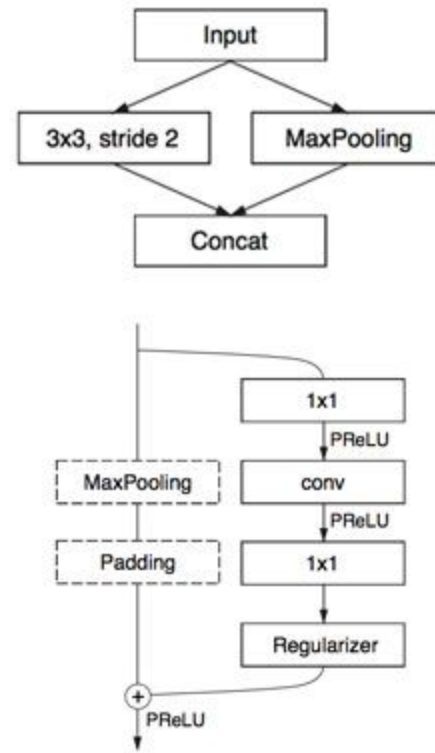 Input
3x3, stride 2
MaxPooling
Concat
1x1
PReLU
MaxPooling
conv
PReLU
Padding
1x1
Regularizer
+
PReLU